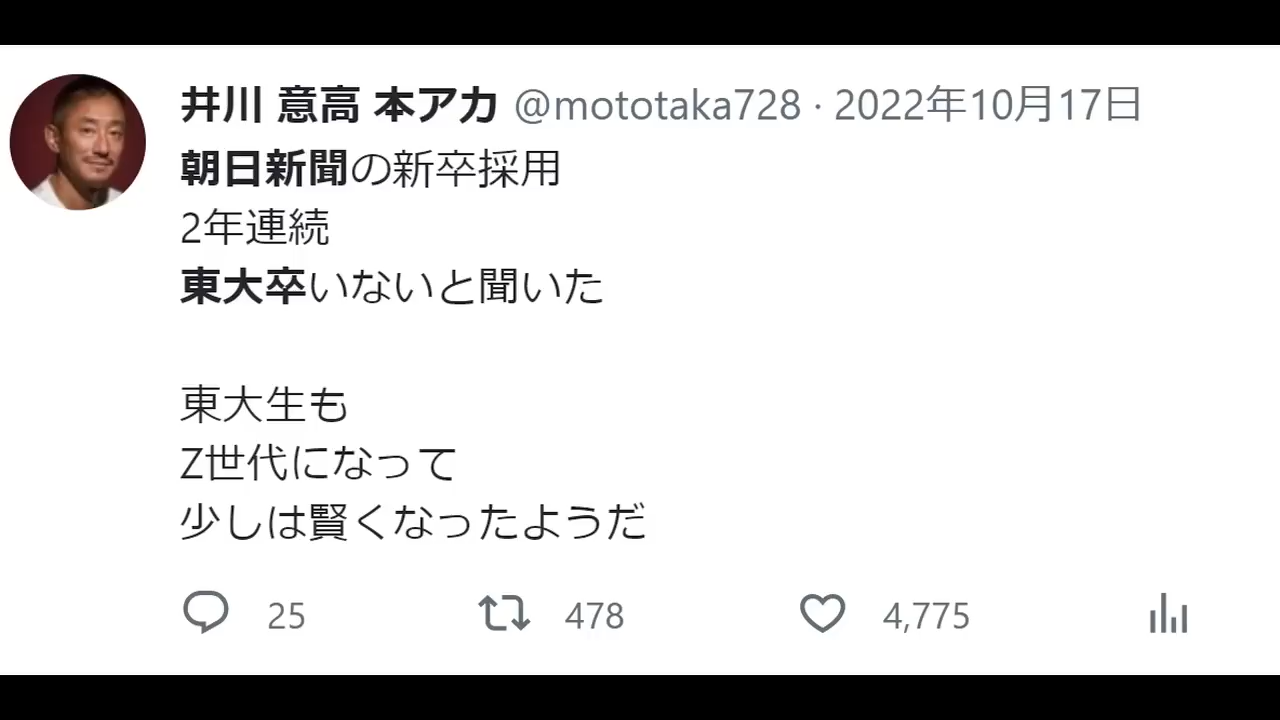 井川 意高 本アカ @mototaka728 · 2022年10月17日
朝日新聞の新卒採用
2年連続
東大卒いないと聞いた
東大生も
Z世代になって
少しは賢くなったようだ
25 478 4,775